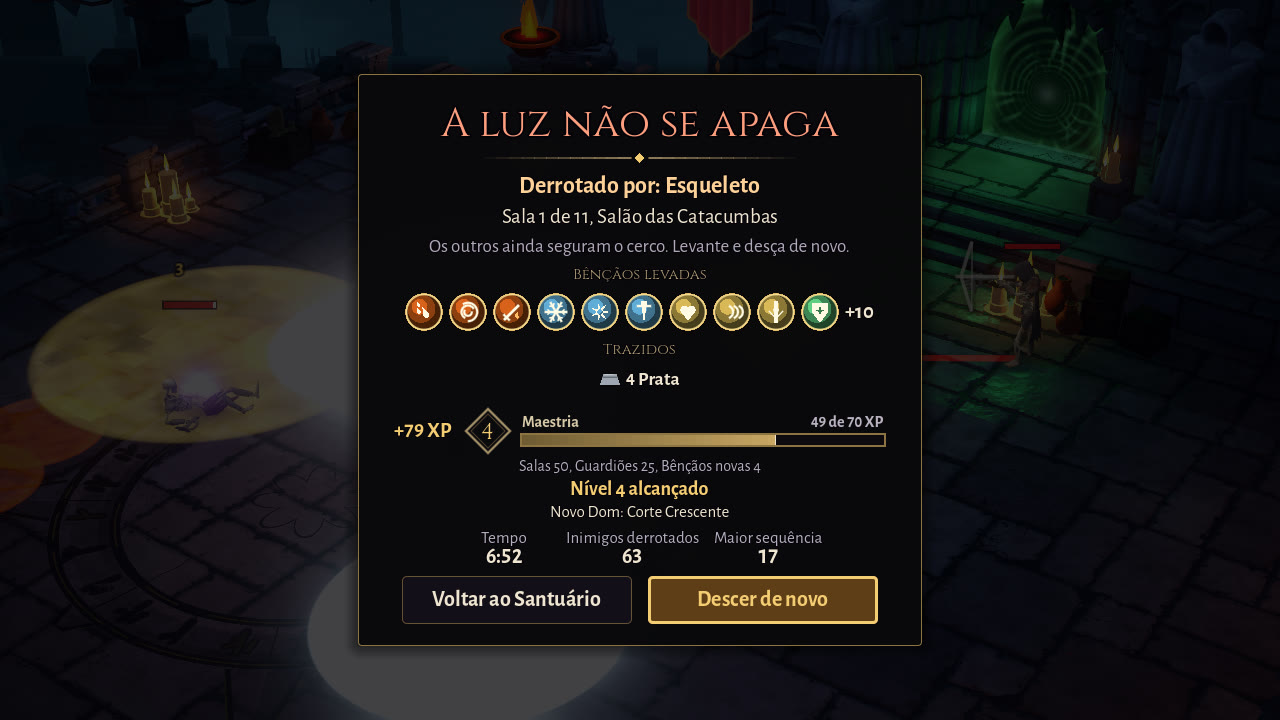 A LUZ NÃO SE APAGA
Derrotado por: Esqueleto
Sala 1 de 11, Salão das Catacumbas
Os outros ainda seguram o cerco. Levante e desça de novo.
BÊNÇÃOS LEVADAS
+10
TRAZIDOS
4 Prata
3
+79 XP
4
Maestria
49 de 70 XP
Salas 50, Guardiões 25, Bênçãos novas 4
Nível 4 alcançado
Novo Dom: Corte Crescente
Tempo
Inimigos derrotados
Maior sequência
6:52
63
17
Voltar ao Santuário
Descer de novo